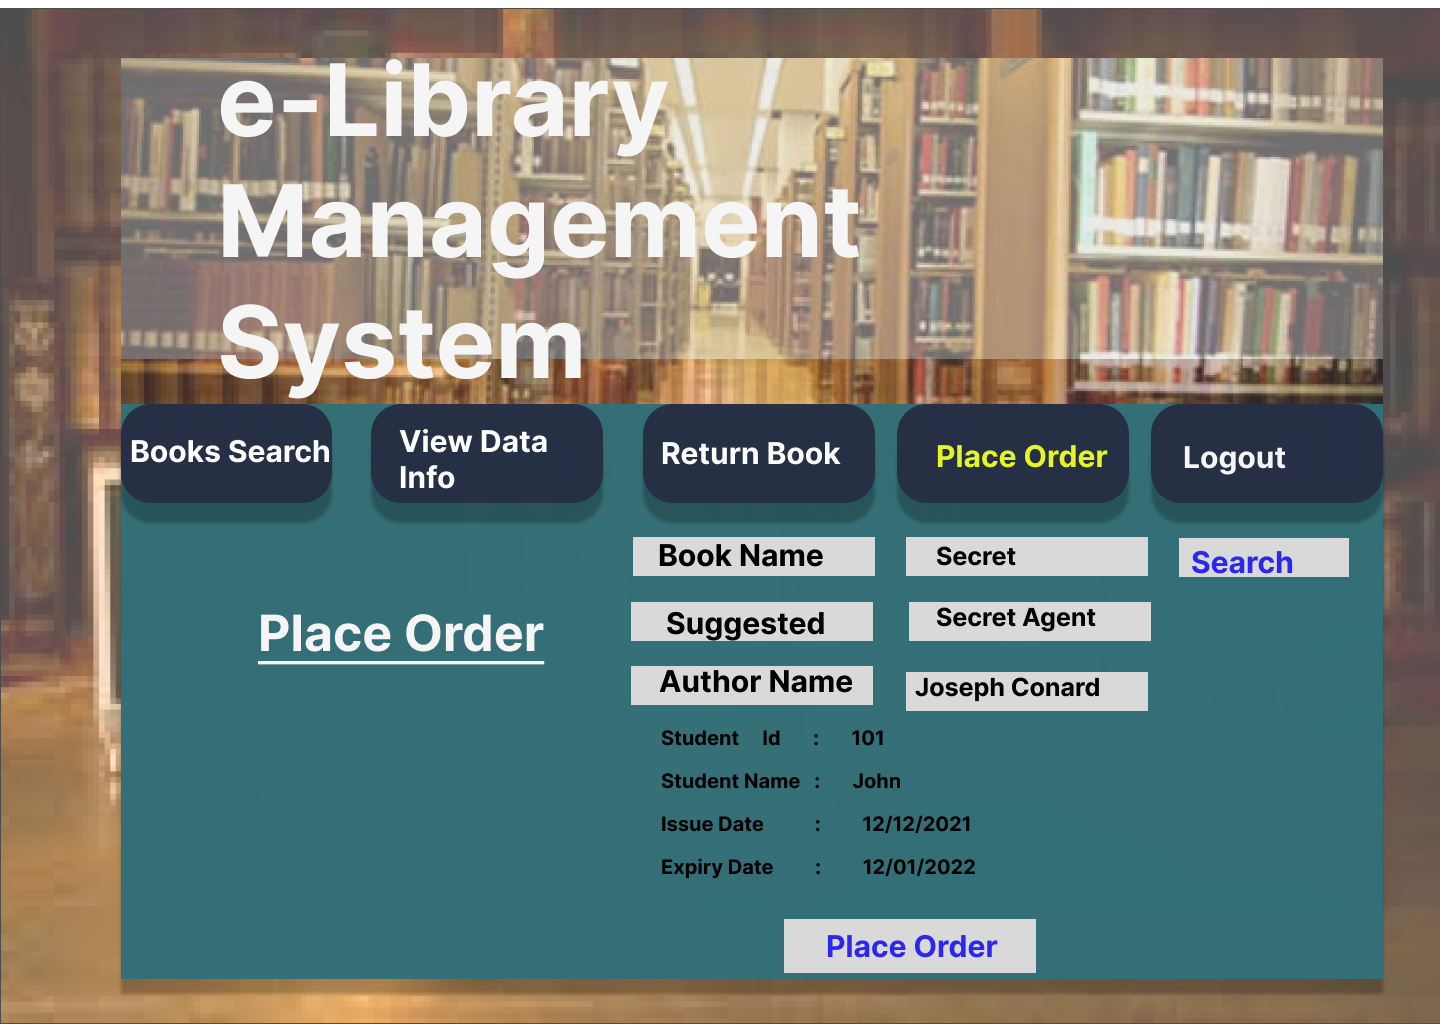 e-Library
Management
System
Books Search
View Data
Info
Return Book
Place Order
Logout
Book Name
Secret
Search
Place Order
Suggested
Secret Agent
Author Name
Joseph Conard
Student Id : 101
Student Name : John
Issue Date : 12/12/2021
Expiry Date : 12/01/2022
Place Order